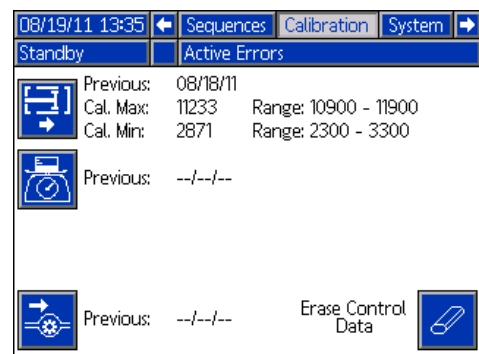 08/19/11 13:35 Sequences Calibration System
Standby Active Errors
Previous: 08/18/11
Cal. Max: 11233 Range: 10900 - 11900
Cal. Min: 2871 Range: 2300 - 3300
Previous: --/--/--
Previous: --/--/-- Erase Control
Data